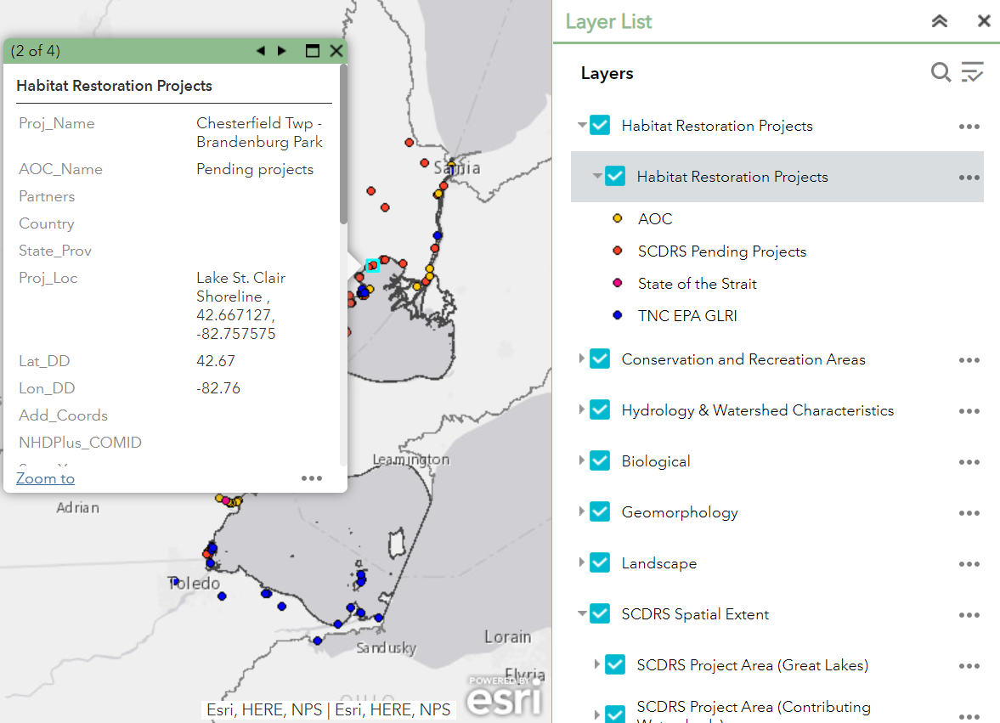 (2 of 4)
Habitat Restoration Projects
Proj_Name Chesterfield Twp -
Brandenburg Park
AOC_Name Pending projects
Partners
Country
State_Prov
Proj_Loc Lake St. Clair
Shoreline ,
42.667127,
-82.757575
Lat_DD 42.67
Lon_DD -82.76
Add_Coords
NHDPlus_COMID
Zoom to
Sarnia
Leamington
Adrian
Toledo
Sandusky
Lorain
Elyria
OHIO
POWERED BY
esri
Esri, HERE, NPS | Esri, HERE, NPS
Layer List
Layers
Habitat Restoration Projects
Habitat Restoration Projects
AOC
SCDRS Pending Projects
State of the Strait
TNC EPA GLRI
Conservation and Recreation Areas
Hydrology & Watershed Characteristics
Biological
Geomorphology
Landscape
SCDRS Spatial Extent
SCDRS Project Area (Great Lakes)
SCDRS Project Area (Contributing